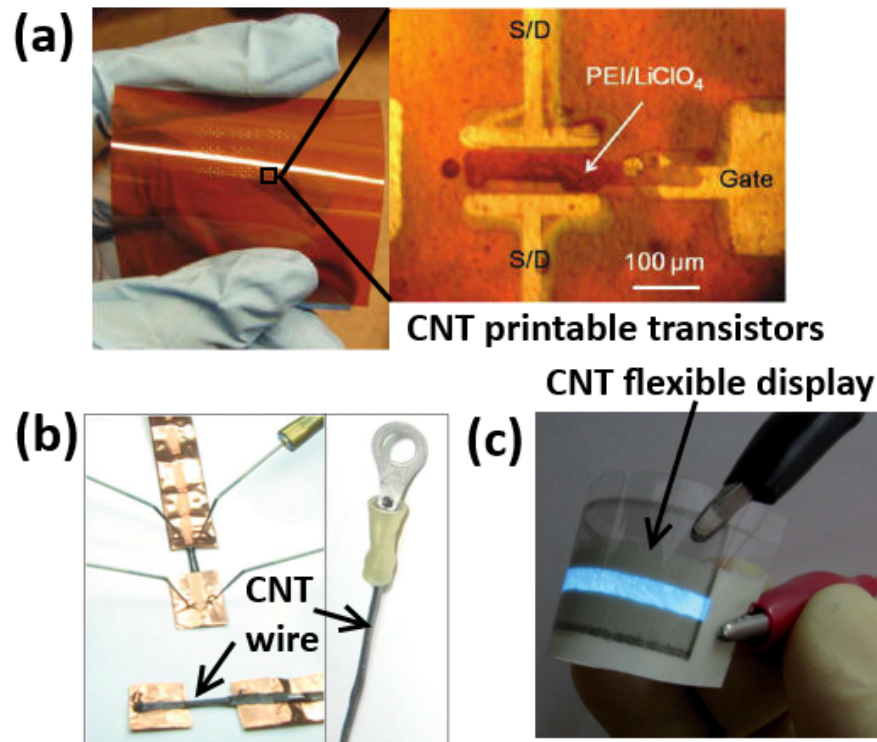 (a)
S/D
PEI/LiClO₄
Gate
S/D
100 μm
CNT printable transistors
CNT flexible display
(b)
(c)
CNT
wire